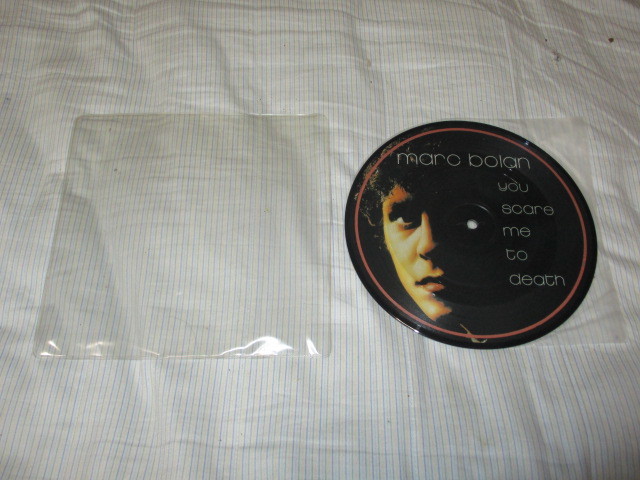 marc bolan
you
scare
me
to
death